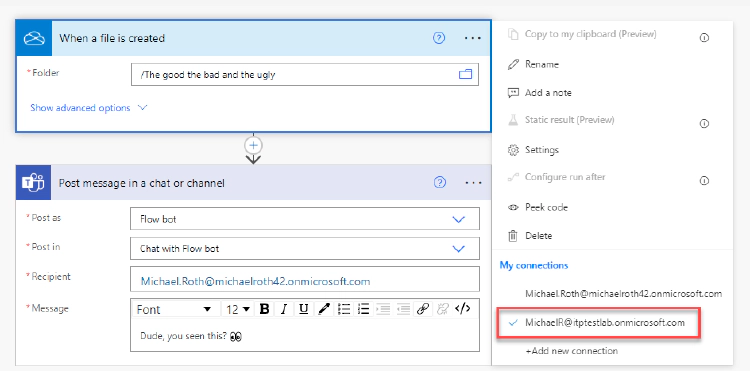 When a file is created
* Folder
/The good the bad and the ugly
Show advanced options
Post message in a chat or channel
* Post as
Flow bot
* Post in
Chat with Flow bot
* Recipient
Michael.Roth@michaelroth42.onmicrosoft.com
* Message
Font 12 B I U </>
Dude, you seen this? 👀
Copy to my clipboard (Preview)
Rename
Add a note
Static result (Preview)
Settings
Configure run after
Peek code
Delete
My connections
Michael.Roth@michaelroth42.onmicrosoft.com
MichaelR@itptestlab.onmicrosoft.com
+Add new connection